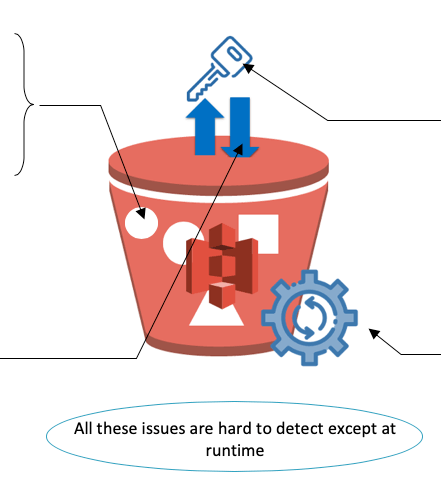 All these issues are hard to detect except at
runtime